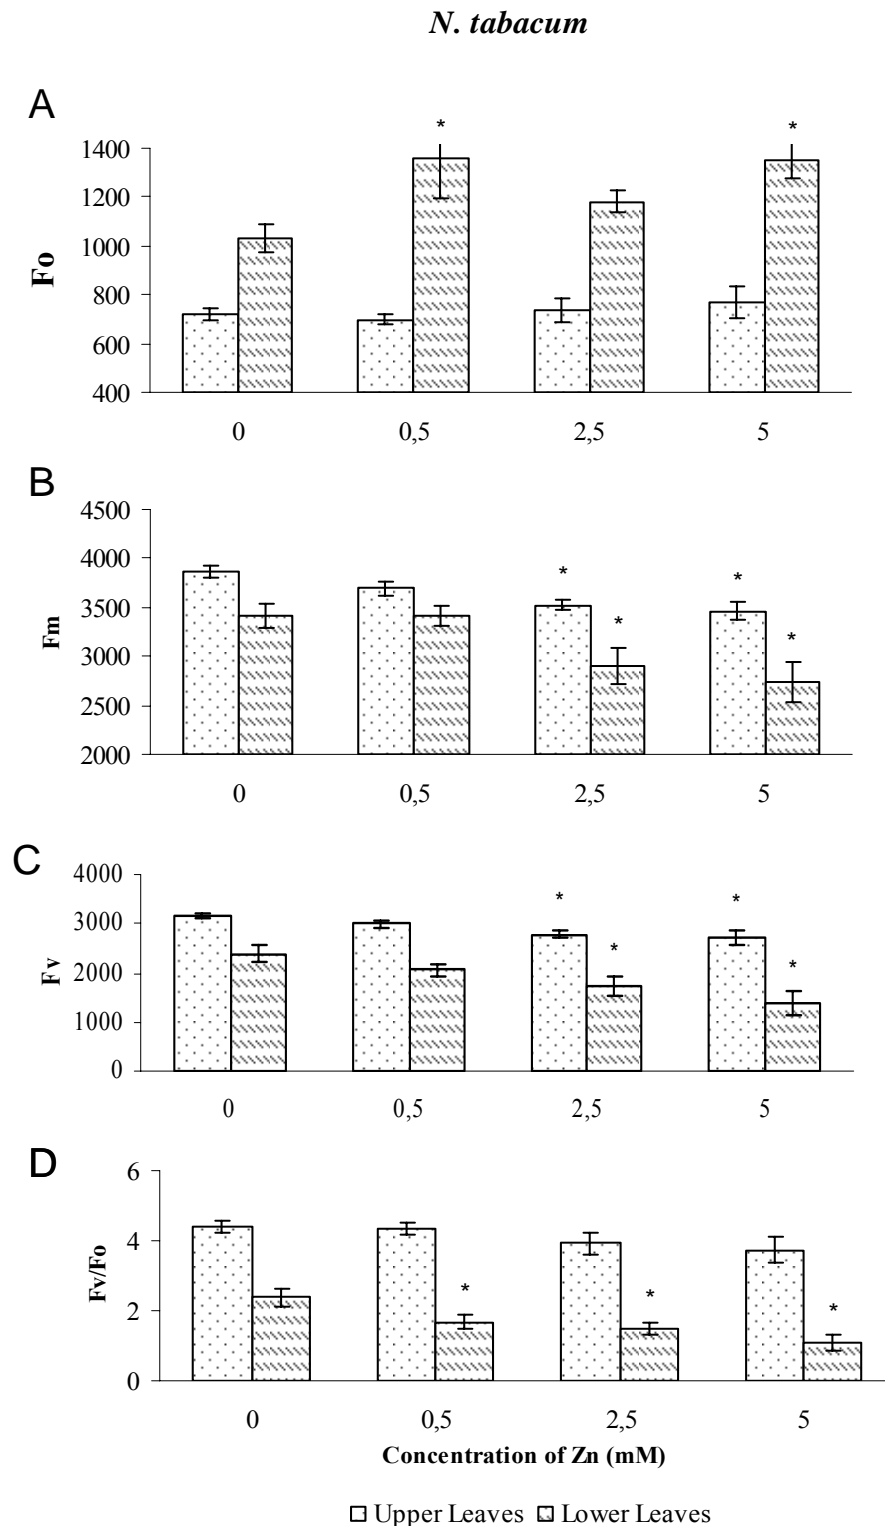 N. tabacum
A
*
*
1400
1200
1000
800
600
400
Fo
0 0,5 2,5 5
B
4500
4000
3500
3000
2500
2000
Fm
*
*
*
*
0 0,5 2,5 5
C
4000
3000
2000
1000
0
Fv
*
*
*
*
0 0,5 2,5 5
D
6
4
2
0
Fv/Fo
*
*
*
0 0,5 2,5 5
Concentration of Zn (mM)
Upper Leaves Lower Leaves